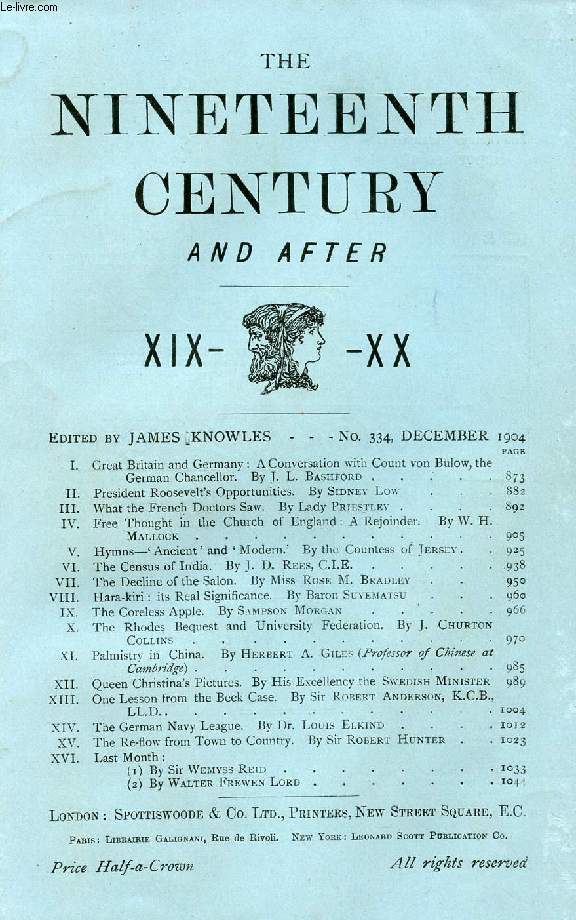 Le-livre.com
THE
NINETEENTH
CENTURY
AND AFTER
XIX- -XX
EDITED BY JAMES KNOWLES - - - No. 334, DECEMBER 1904
PAGE
I. Great Britain and Germany: A Conversation with Count von Bülow, the
German Chancellor. By J. L. BASHFORD . . . . . 873
II. President Roosevelt's Opportunities. By SIDNEY LOW . . . 882
III. What the French Doctors Saw. By Lady PRIESTLEY . . . . 892
IV. Free Thought in the Church of England: A Rejoinder. By W. H.
MALLOCK . . . . . . . . . . . 905
V. Hymns—'Ancient' and 'Modern.' By the Countess of JERSEY . . 925
VI. The Census of India. By J. D. REES, C.I.E. . . . . . 938
VII. The Decline of the Salon. By Miss ROSE M. BRADLEY . . . 950
VIII. Hara-kiri: its Real Significance. By Baron SUYEMATSU . . . 960
IX. The Coreless Apple. By SAMPSON MORGAN . . . . . 966
X. The Rhodes Bequest and University Federation. By J. CHURTON
COLLINS . . . . . . . . . . . 970
XI. Palmistry in China. By HERBERT A. GILES (Professor of Chinese at
Cambridge) . . . . . . . . . . . 985
XII. Queen Christina's Pictures. By His Excellency the SWEDISH MINISTER 989
XIII. One Lesson from the Beck Case. By Sir ROBERT ANDERSON, K.C.B.,
LL.D. . . . . . . . . . . . 1004
XIV. The German Navy League. By Dr. LOUIS ELKIND . . . . 1012
XV. The Re-flow from Town to Country. By Sir ROBERT HUNTER . . 1023
XVI. Last Month:
(1) By Sir WEMYSS REID . . . . . . . . 1033
(2) By WALTER FREWEN LORD . . . . . . . 1044
LONDON: SPOTTISWOODE & CO. LTD., PRINTERS, NEW STREET SQUARE, E.C.
PARIS: LIBRAIRIE GALIGNANI, Rue de Rivoli. NEW YORK: LEONARD SCOTT PUBLICATION CO.
Price Half-a-Crown All rights reserved